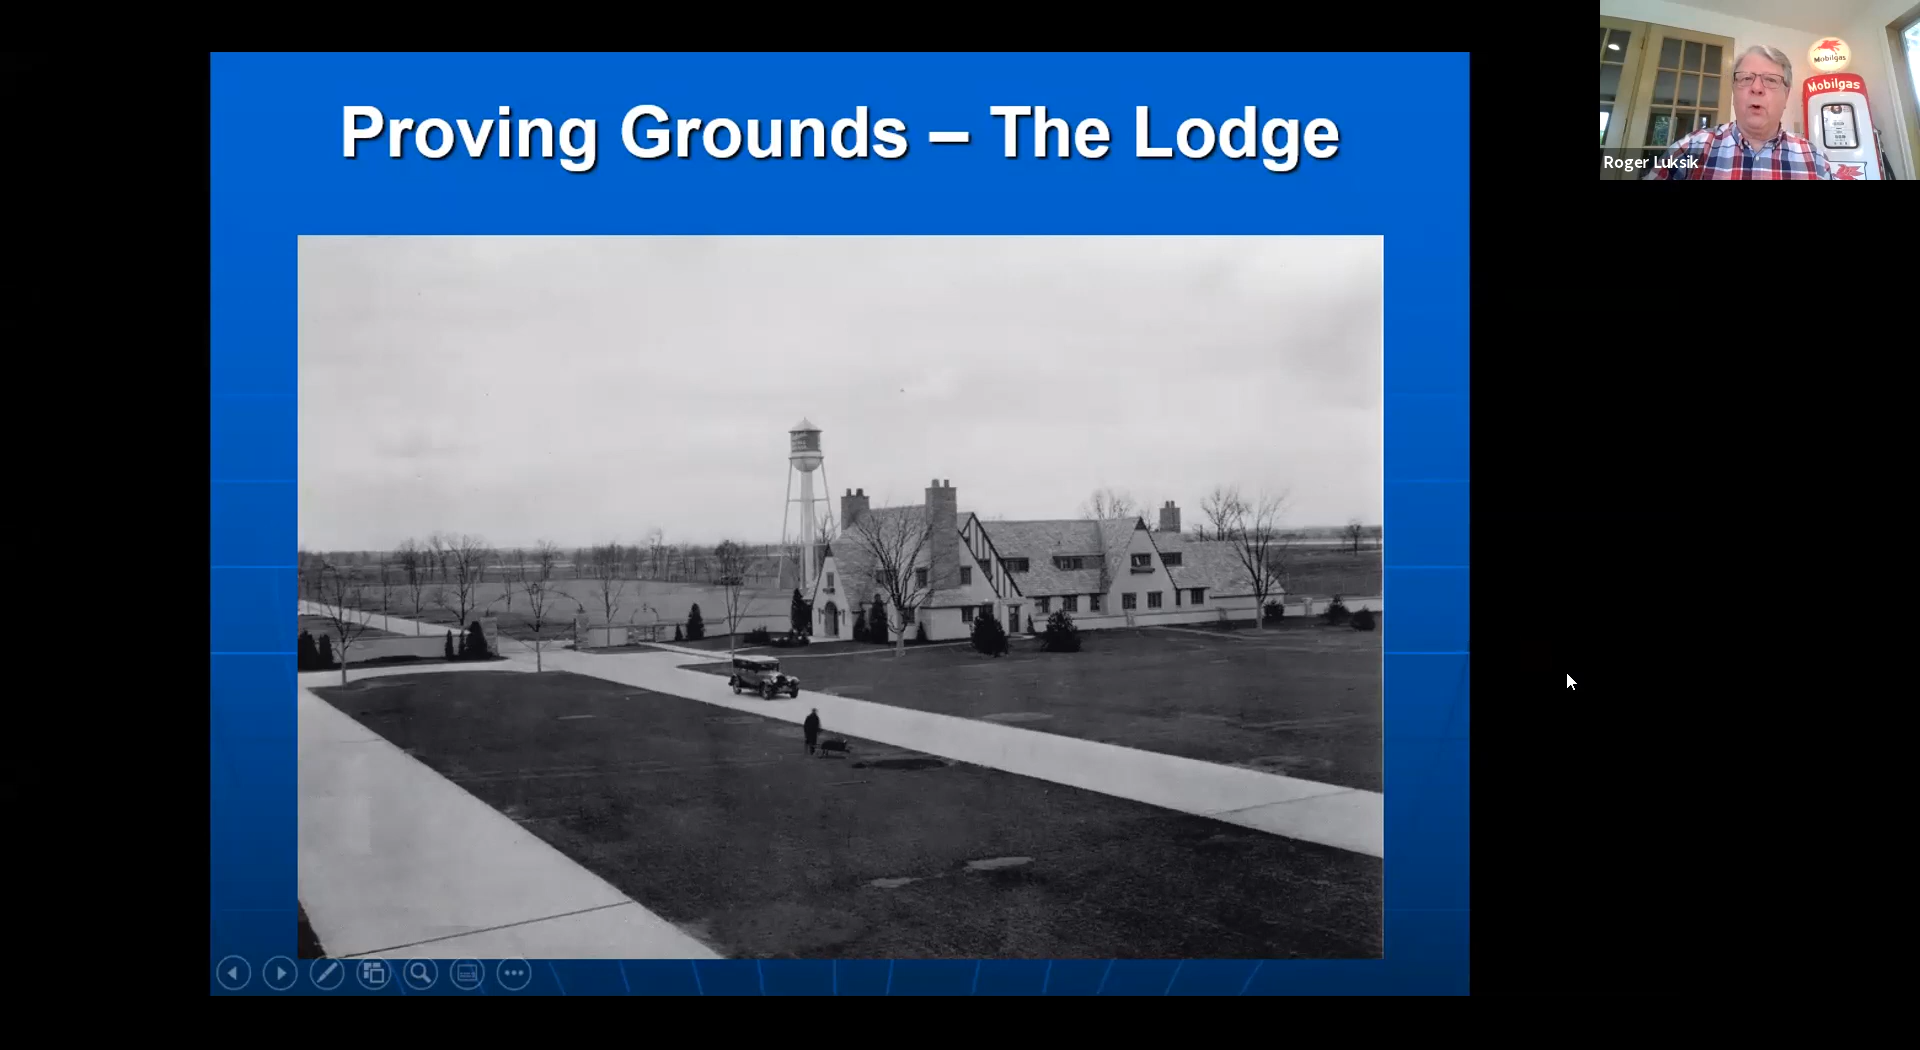 Proving Grounds – The Lodge
Mobilgas
Mobilgas
Roger Luksik